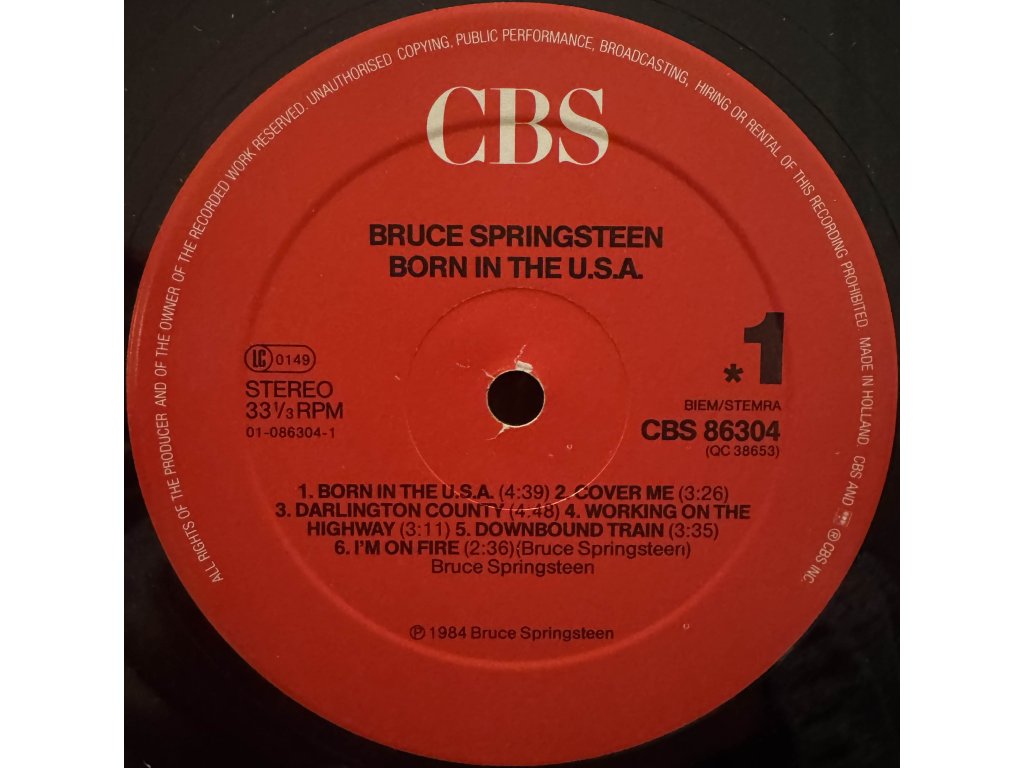 ALL RIGHTS OF THE PRODUCER AND OF THE OWNER OF THE RECORDED WORK RESERVED. UNAUTHORISED COPYING, PUBLIC PERFORMANCE, BROADCASTING, HIRING OR RENTAL OF THIS RECORDING PROHIBITED. MADE IN HOLLAND. CBS AND ℗ CBS INC.
CBS
BRUCE SPRINGSTEEN
BORN IN THE U.S.A.
LC 0149
STEREO
33 1/3 RPM
01-086304-1
*1
BIEM/STEMRA
CBS 86304
(QC 38653)
1. BORN IN THE U.S.A. (4:39) 2. COVER ME (3:26)
3. DARLINGTON COUNTY (4:48) 4. WORKING ON THE
HIGHWAY (3:11) 5. DOWNBOUND TRAIN (3:35)
6. I'M ON FIRE (2:36) (Bruce Springsteen)
Bruce Springsteen
℗ 1984 Bruce Springsteen